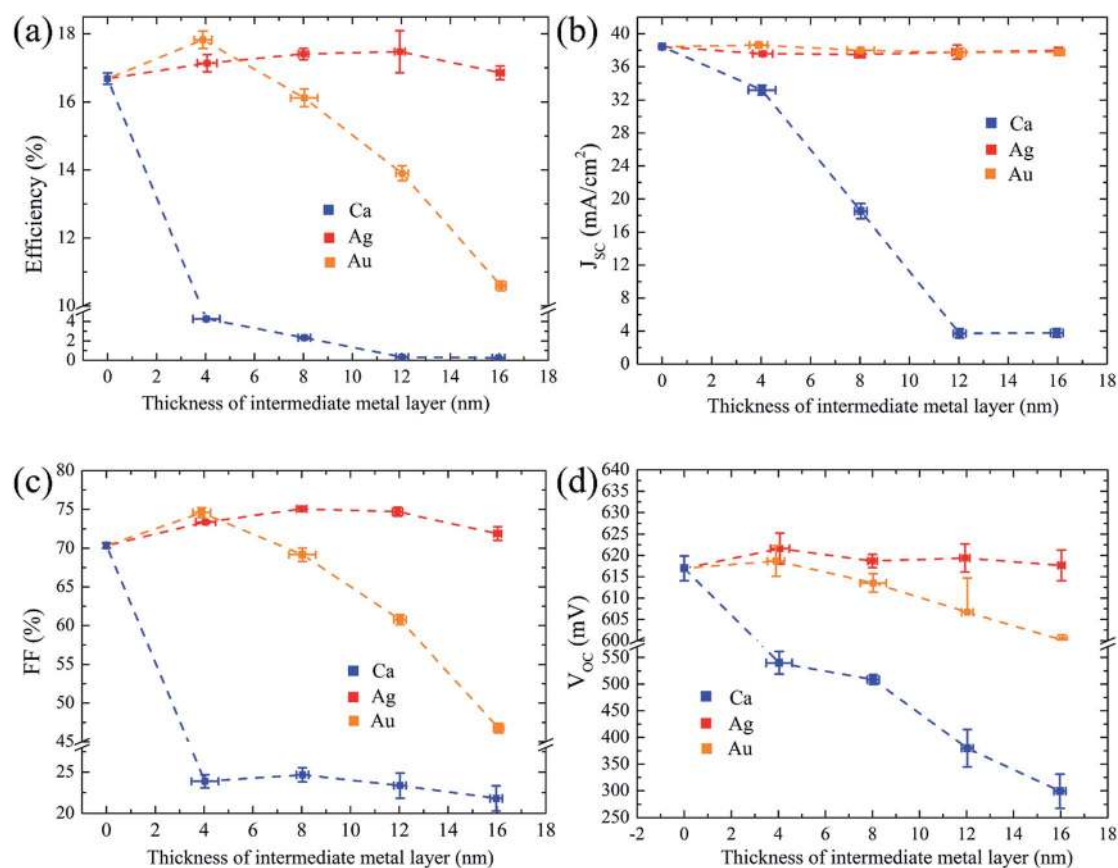 (a)
Efficiency (%)
18
16
14
12
10
4
2
0
Ca
Ag
Au
0 2 4 6 8 10 12 14 16 18
Thickness of intermediate metal layer (nm)
(b)
J_SC (mA/cm²)
40
36
32
28
24
20
16
12
8
4
0
Ca
Ag
Au
0 2 4 6 8 10 12 14 16 18
Thickness of intermediate metal layer (nm)
(c)
FF (%)
80
75
70
65
60
55
50
45
25
20
Ca
Ag
Au
0 2 4 6 8 10 12 14 16 18
Thickness of intermediate metal layer (nm)
(d)
V_OC (mV)
640
635
630
625
620
615
610
605
600
550
500
450
400
350
300
250
Ca
Ag
Au
-2 0 2 4 6 8 10 12 14 16 18
Thickness of intermediate metal layer (nm)